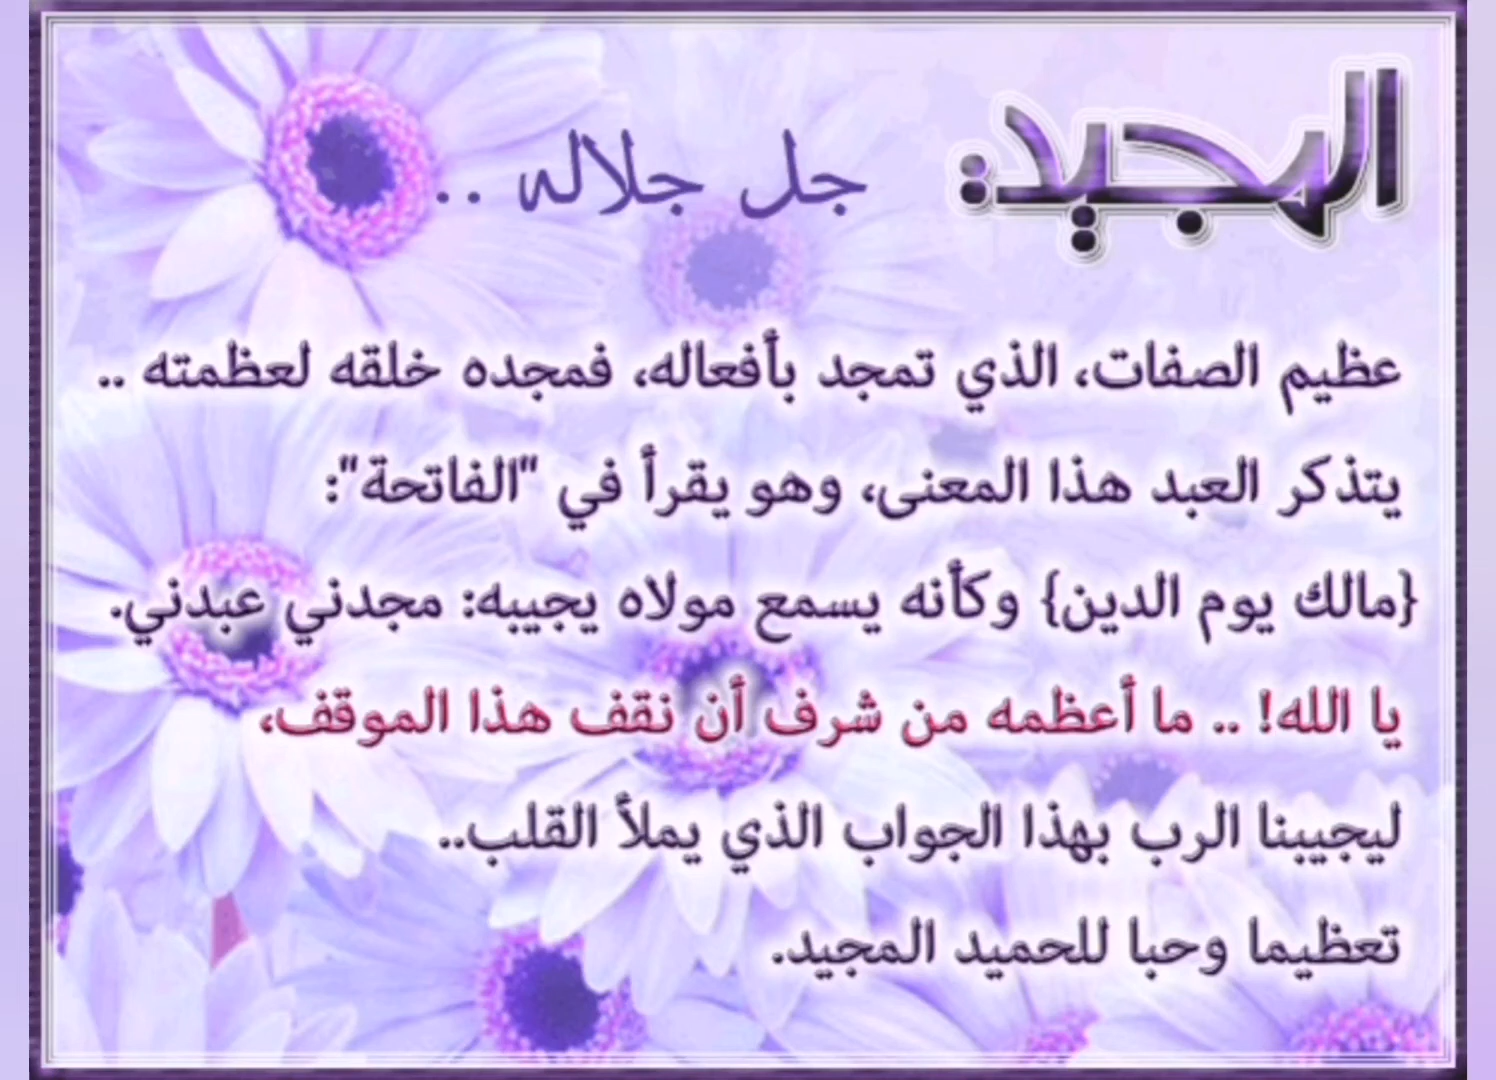 المجيد: جل جلاله ..
عظيم الصفات، الذي تمجد بأفعاله، فمجده خلقه لعظمته ..
يتذكر العبد هذا المعنى، وهو يقرأ في "الفاتحة":
{مالك يوم الدين} وكأنه يسمع مولاه يجيبه: مجدني عبدني.
يا الله! .. ما أعظمه من شرف أن نقف هذا الموقف،
ليجيبنا الرب بهذا الجواب الذي يملأ القلب..
تعظيما وحبا للحميد المجيد.